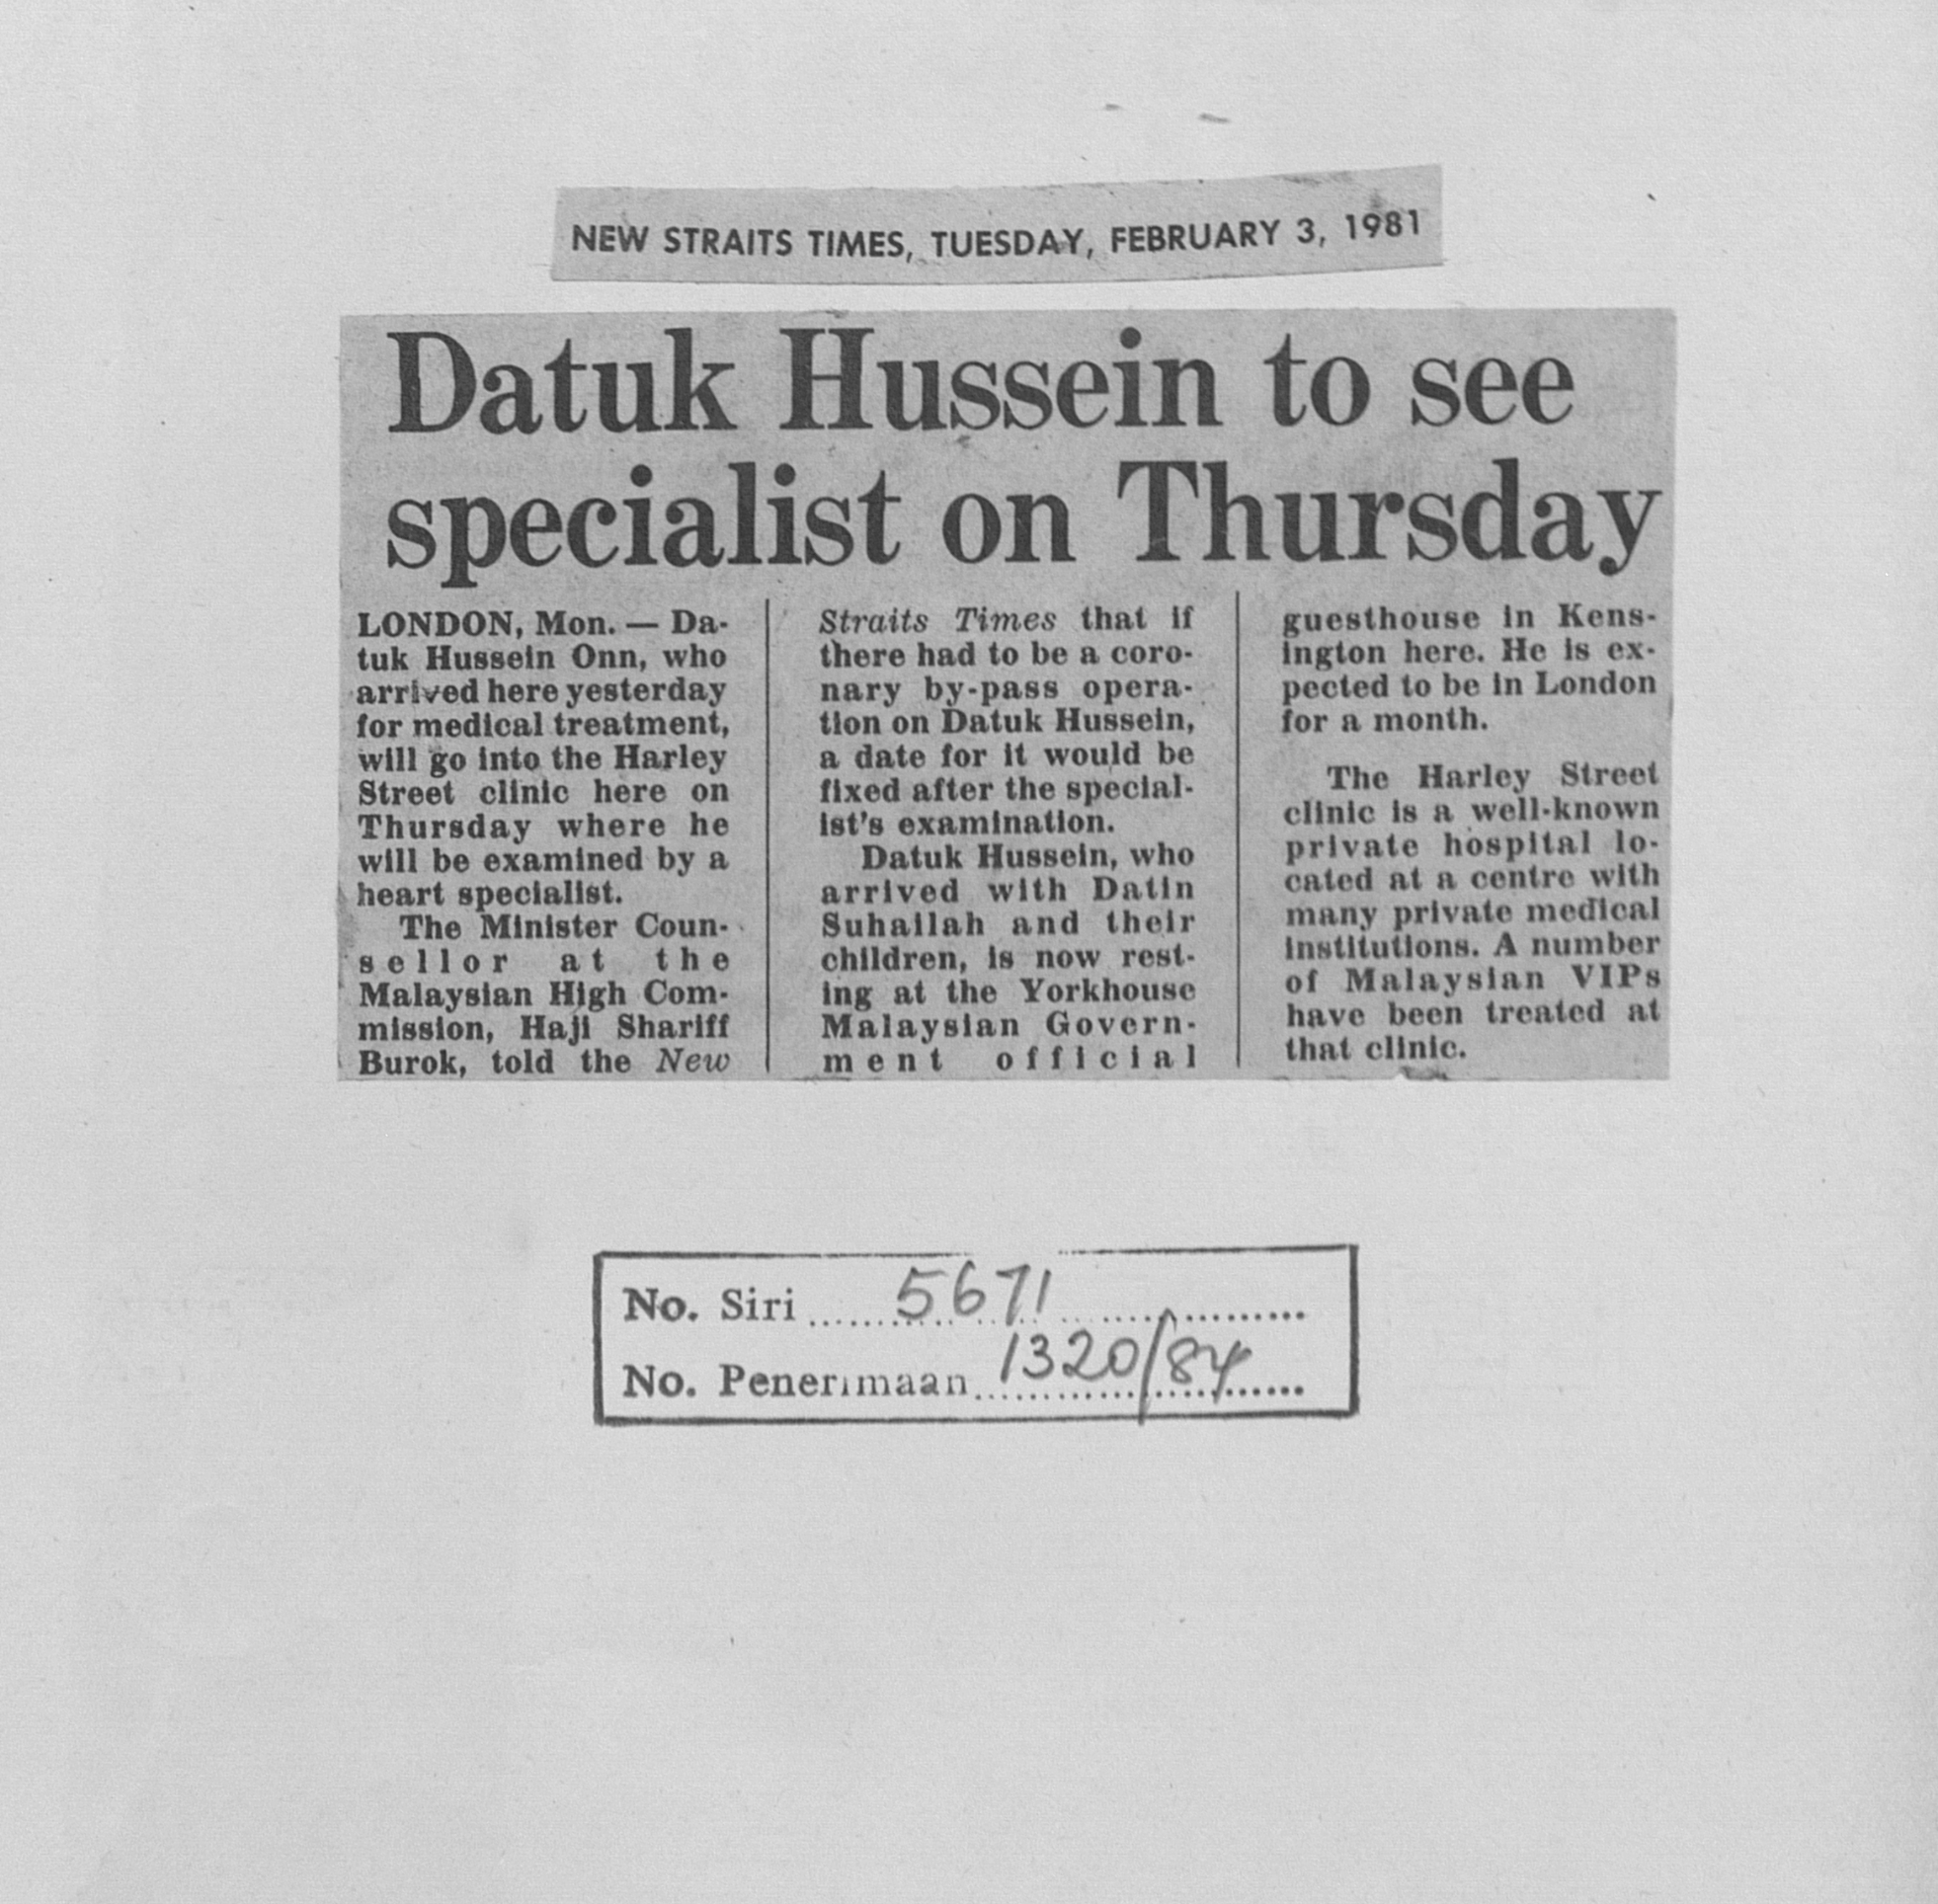 NEW STRAITS TIMES, TUESDAY, FEBRUARY 3, 1981
Datuk Hussein to see
specialist on Thursday
LONDON, Mon. — Da-
tuk Hussein Onn, who
arrived here yesterday
for medical treatment,
will go into the Harley
Street clinic here on
Thursday where he
will be examined by a
heart specialist.
The Minister Coun-
sellor at the
Malaysian High Com-
mission, Haji Shariff
Burok, told the New
Straits Times that if
there had to be a coro-
nary by-pass opera-
tion on Datuk Hussein,
a date for it would be
fixed after the special-
ist's examination.
Datuk Hussein, who
arrived with Datin
Suhailah and their
children, is now rest-
ing at the Yorkhouse
Malaysian Govern-
ment official
guesthouse in Kens-
ington here. He is ex-
pected to be in London
for a month.
The Harley Street
clinic is a well-known
private hospital lo-
cated at a centre with
many private medical
institutions. A number
of Malaysian VIPs
have been treated at
that clinic.
No. Siri 5671
No. Penerimaan 1320/84